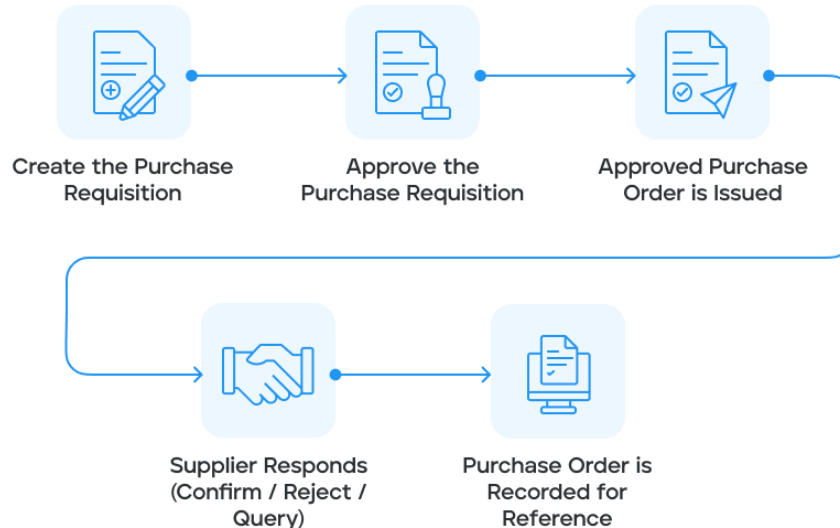 Create the Purchase
Requisition
Approve the
Purchase Requisition
Approved Purchase
Order is Issued
Supplier Responds
(Confirm / Reject /
Query)
Purchase Order is
Recorded for
Reference